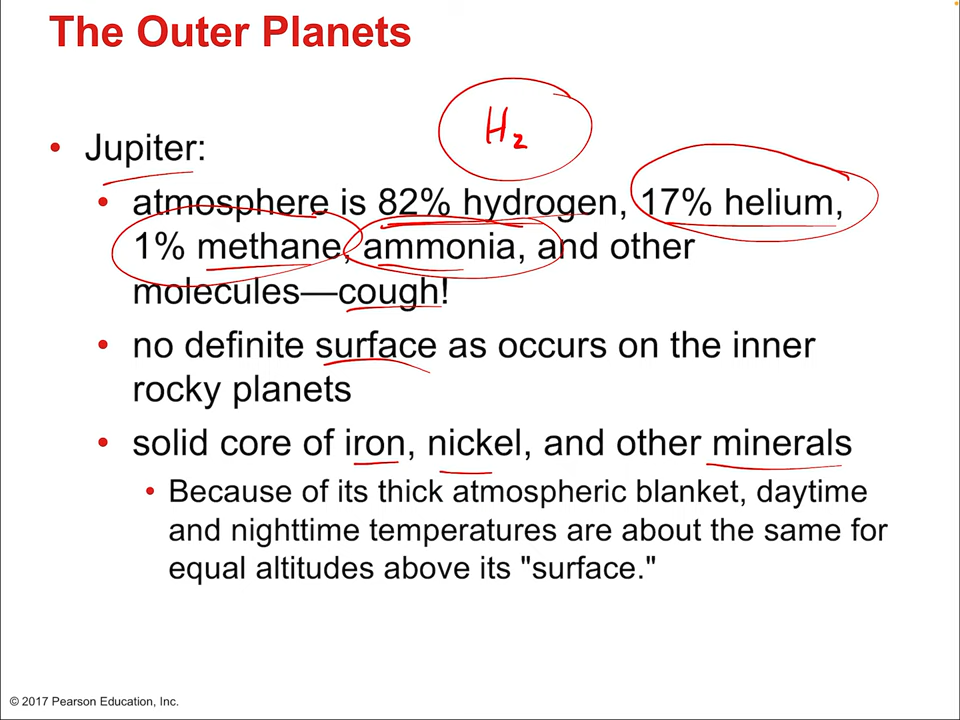 The Outer Planets
H₂
• Jupiter:
• atmosphere is 82% hydrogen, 17% helium,
1% methane, ammonia, and other
molecules—cough!
• no definite surface as occurs on the inner
rocky planets
• solid core of iron, nickel, and other minerals
• Because of its thick atmospheric blanket, daytime
and nighttime temperatures are about the same for
equal altitudes above its "surface."
© 2017 Pearson Education, Inc.